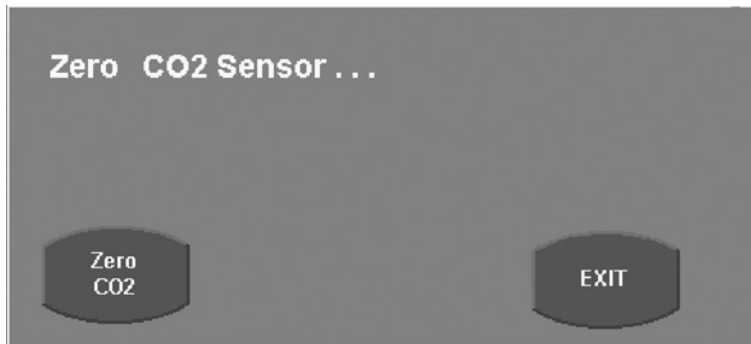 Zero CO2 Sensor . . .
Zero
CO2
EXIT